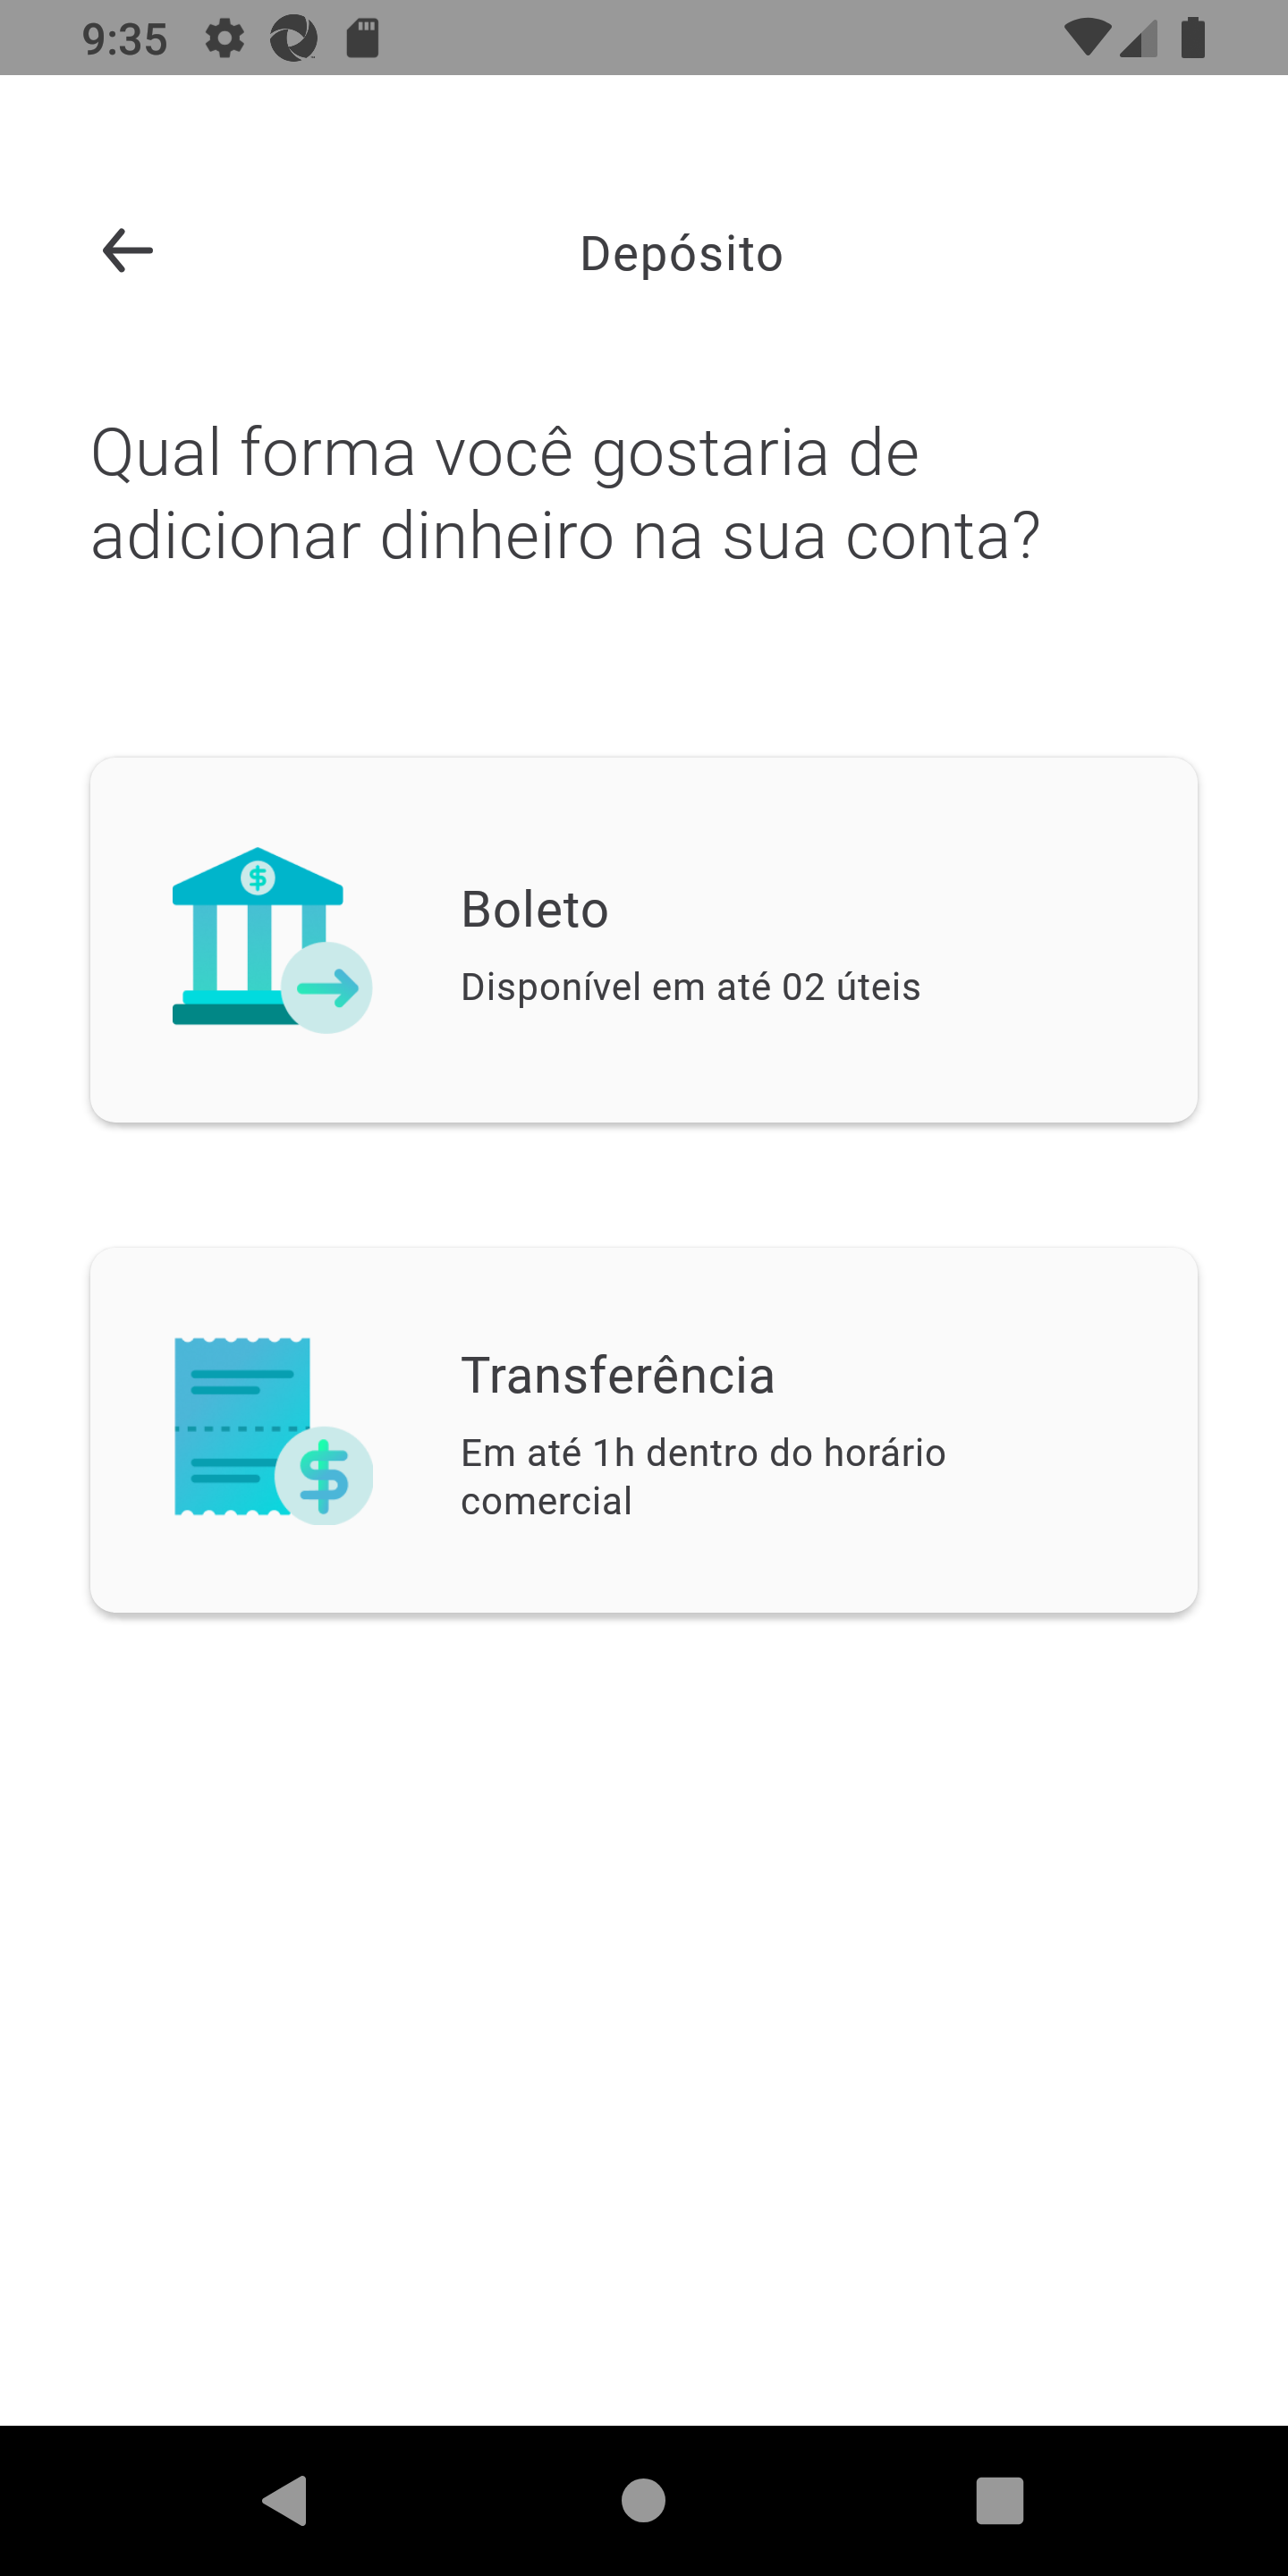 9:35
Depósito
Qual forma você gostaria de
adicionar dinheiro na sua conta?
Boleto
Disponível em até 02 úteis
Transferência
Em até 1h dentro do horário
comercial